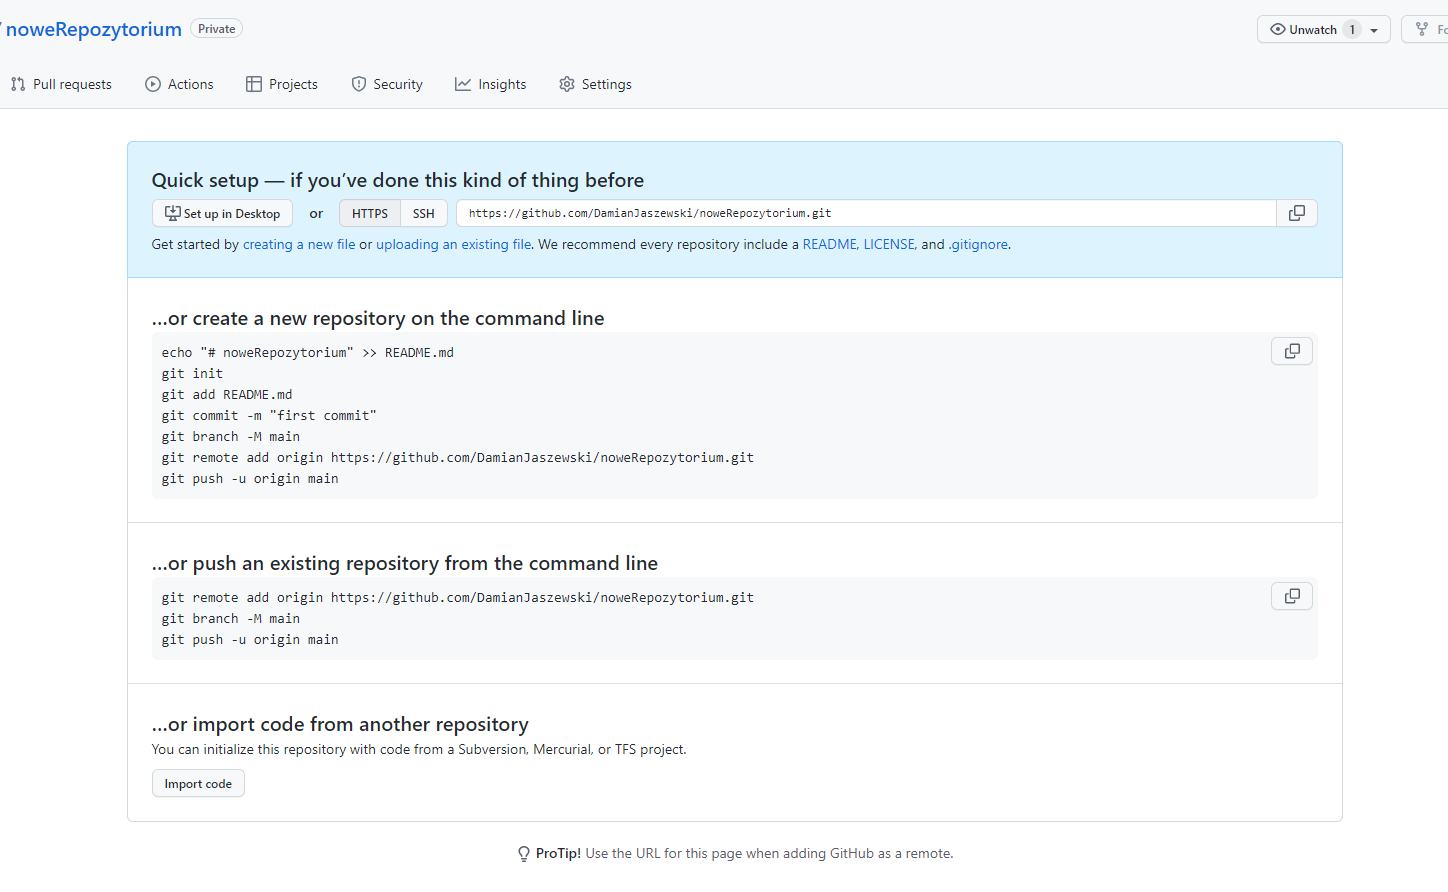 / noweRepozytorium Private
Unwatch 1
Pull requests Actions Projects Security Insights Settings
Quick setup — if you’ve done this kind of thing before
Set up in Desktop or HTTPS SSH https://github.com/DamianJaszewski/noweRepozytorium.git
Get started by creating a new file or uploading an existing file. We recommend every repository include a README, LICENSE, and .gitignore.
…or create a new repository on the command line
echo "# noweRepozytorium" >> README.md
git init
git add README.md
git commit -m "first commit"
git branch -M main
git remote add origin https://github.com/DamianJaszewski/noweRepozytorium.git
git push -u origin main
…or push an existing repository from the command line
git remote add origin https://github.com/DamianJaszewski/noweRepozytorium.git
git branch -M main
git push -u origin main
…or import code from another repository
You can initialize this repository with code from a Subversion, Mercurial, or TFS project.
Import code
ProTip! Use the URL for this page when adding GitHub as a remote.